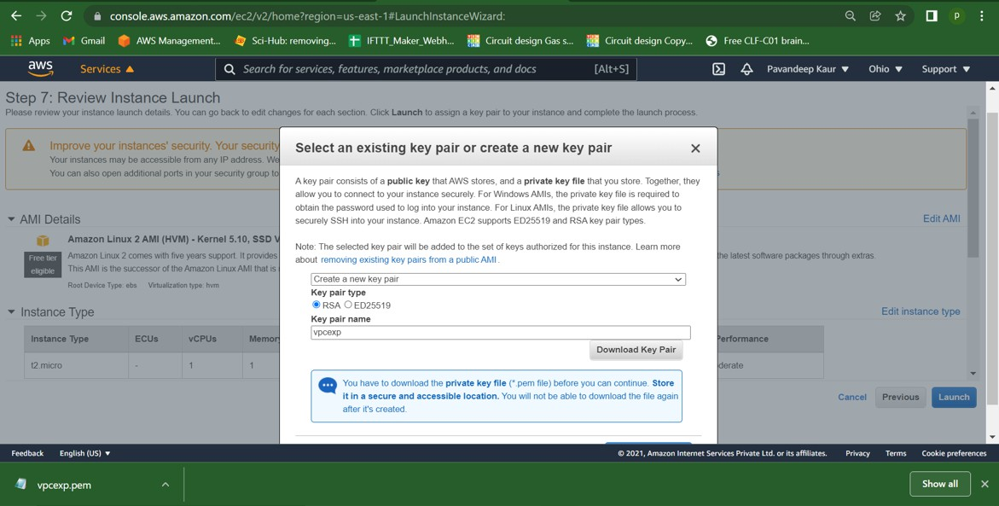 console.aws.amazon.com/ec2/v2/home?region=us-east-1#LaunchInstanceWizard:
p
Apps
Gmail
AWS Management...
Sci-Hub: removing...
IFTTT_Maker_Webh...
Circuit design Gas s...
Circuit design Copy...
Free CLF-C01 brain...
aws
Services
Search for services, features, marketplace products, and docs
[Alt+S]
Pavandeep Kaur
Ohio
Support
Step 7: Review Instance Launch
Please review your instance launch details. You can go back to edit changes for each section. Click Launch to assign a key pair to your instance and complete the launch process.
Improve your instances' security. Your security
Your instances may be accessible from any IP address. We
You can also open additional ports in your security group to
AMI Details
Edit AMI
Amazon Linux 2 AMI (HVM) - Kernel 5.10, SSD V
Free tier
eligible
Amazon Linux 2 comes with five years support. It provides
the latest software packages through extras.
This AMI is the successor of the Amazon Linux AMI that is
Root Device Type: ebs
Virtualization type: hvm
Instance Type
Edit instance type
Instance Type
ECUs
vCPUs
Memor
Performance
t2.micro
-
1
1
derate
Select an existing key pair or create a new key pair
A key pair consists of a public key that AWS stores, and a private key file that you store. Together, they
allow you to connect to your instance securely. For Windows AMIs, the private key file is required to
obtain the password used to log into your instance. For Linux AMIs, the private key file allows you to
securely SSH into your instance. Amazon EC2 supports ED25519 and RSA key pair types.
Note: The selected key pair will be added to the set of keys authorized for this instance. Learn more
about removing existing key pairs from a public AMI.
Create a new key pair
Key pair type
RSA ED25519
Key pair name
vpcexp
Download Key Pair
You have to download the private key file (*.pem file) before you can continue. Store
it in a secure and accessible location. You will not be able to download the file again
after it's created.
Cancel
Previous
Launch
Feedback
English (US)
© 2021, Amazon Internet Services Private Ltd. or its affiliates.
Privacy
Terms
Cookie preferences
vpcexp.pem
Show all